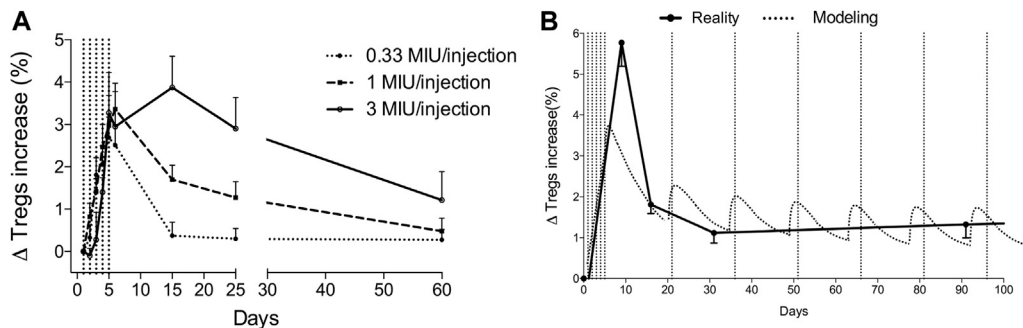 A
Δ Tregs increase (%)
5
4
3
2
1
0
0.33 MIU/injection
1 MIU/injection
3 MIU/injection
0 5 10 15 20 25 30 40 50 60
Days
B
Reality Modeling
Δ Tregs increase(%)
6
5
4
3
2
1
0
0 10 20 30 40 50 60 70 80 90 100
Days